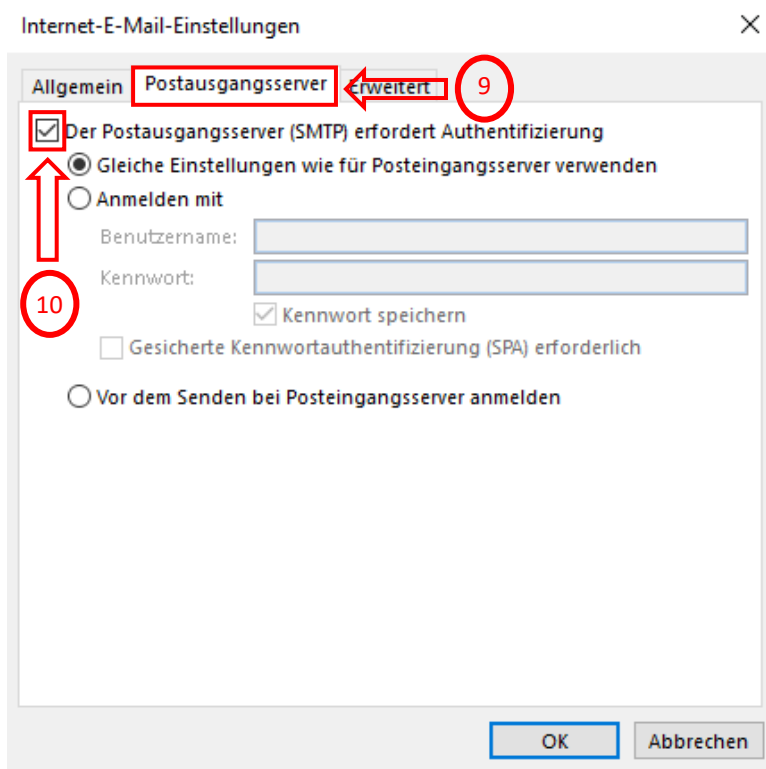 Internet-E-Mail-Einstellungen
Allgemein Postausgangsserver Erweitert 9
Der Postausgangsserver (SMTP) erfordert Authentifizierung
Gleiche Einstellungen wie für Posteingangsserver verwenden
Anmelden mit
Benutzername:
Kennwort:
10
Kennwort speichern
Gesicherte Kennwortauthentifizierung (SPA) erforderlich
Vor dem Senden bei Posteingangsserver anmelden
OK Abbrechen